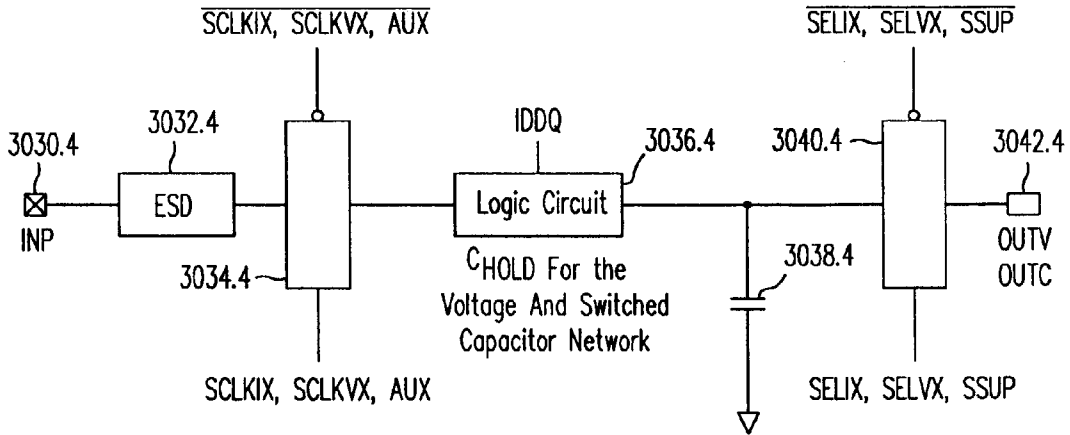 SCLKIX, SCLKVX, AUX
SELIX, SELVX, SSUP
3030.4
3032.4
IDDQ
3036.4
3040.4
3042.4
ESD
Logic Circuit
INP
3034.4
CHOLD For the
Voltage And Switched
Capacitor Network
3038.4
OUTV
OUTC
SCLKIX, SCLKVX, AUX
SELIX, SELVX, SSUP